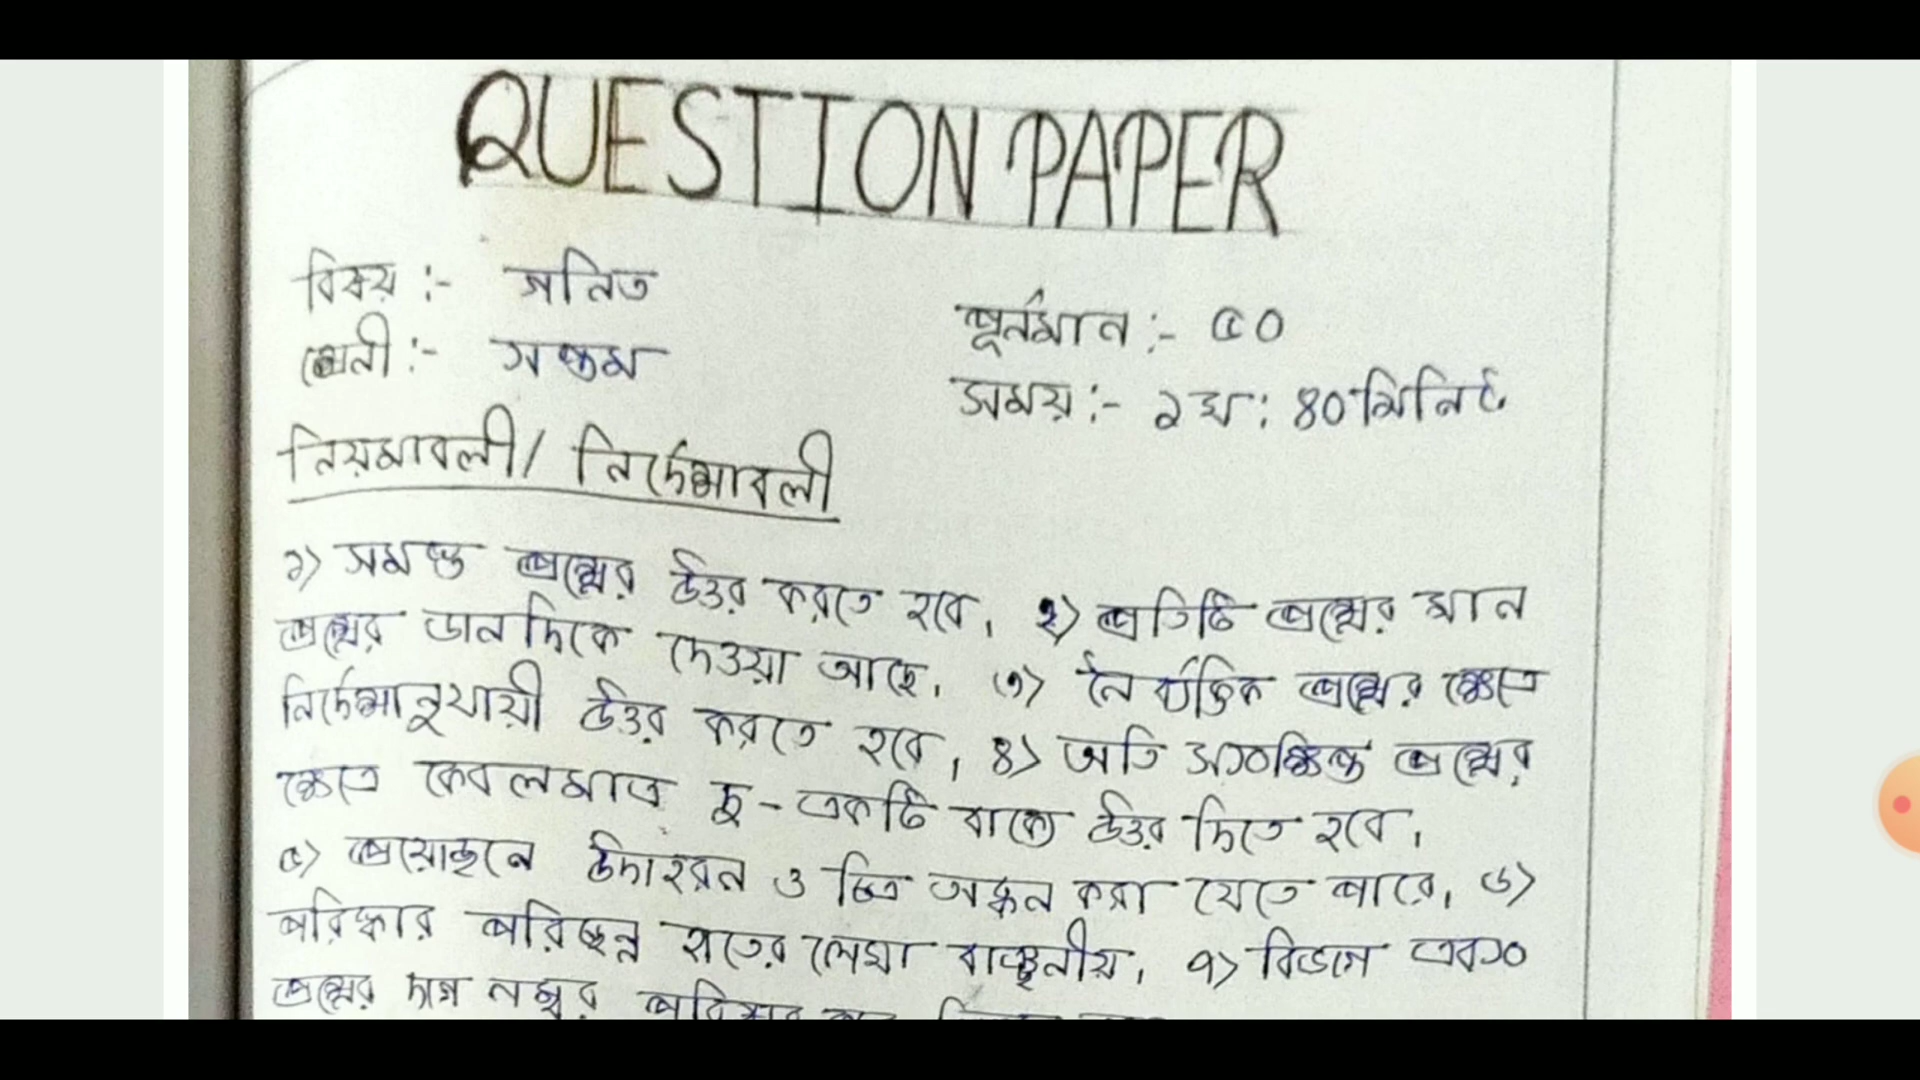 QUESTION PAPER
বিষয় :- গনিত
পূর্নমান :- ৫০
শ্রেনী :- সপ্তম
সময় :- ১ ঘ : ৪০ মিনিট
নিয়মাবলী / নির্দেশাবলী
১) সমস্ত প্রশ্নের উত্তর করতে হবে। ২) প্রতিটি প্রশ্নের মান
প্রশ্নের ডানদিকে দেওয়া আছে। ৩) নৈর্ব্যক্তিক প্রশ্নের ক্ষেত্রে
নির্দেশানুযায়ী উত্তর করতে হবে। ৪) অতি সংক্ষিপ্ত প্রশ্নের
ক্ষেত্রে কেবলমাত্র দু-একটি বাক্যে উত্তর দিতে হবে।
৫) প্রয়োজনে উদাহরন ও চিত্র অঙ্কন করা যেতে পারে। ৬)
পরিস্কার পরিচ্ছন্ন হাতের লেখা বাঞ্ছনীয়। ৭) বিভাগ এবং
প্রশ্নের দাগ নম্বর